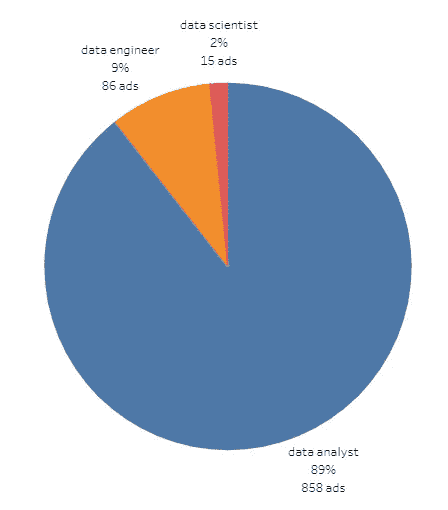 data scientist
2%
15 ads
data engineer
9%
86 ads
data analyst
89%
858 ads